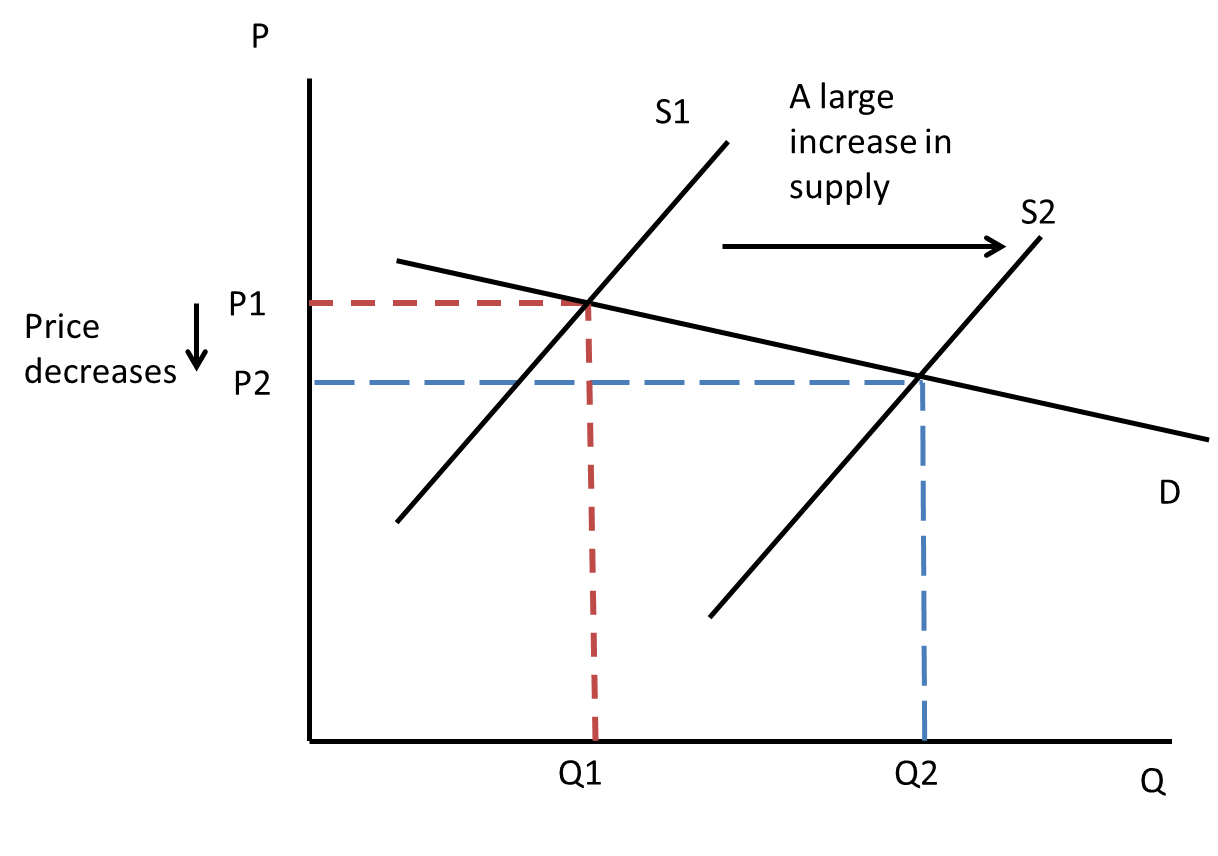 P
S1
A large
increase in
supply
S2
P1
Price
decreases
P2
D
Q1
Q2
Q